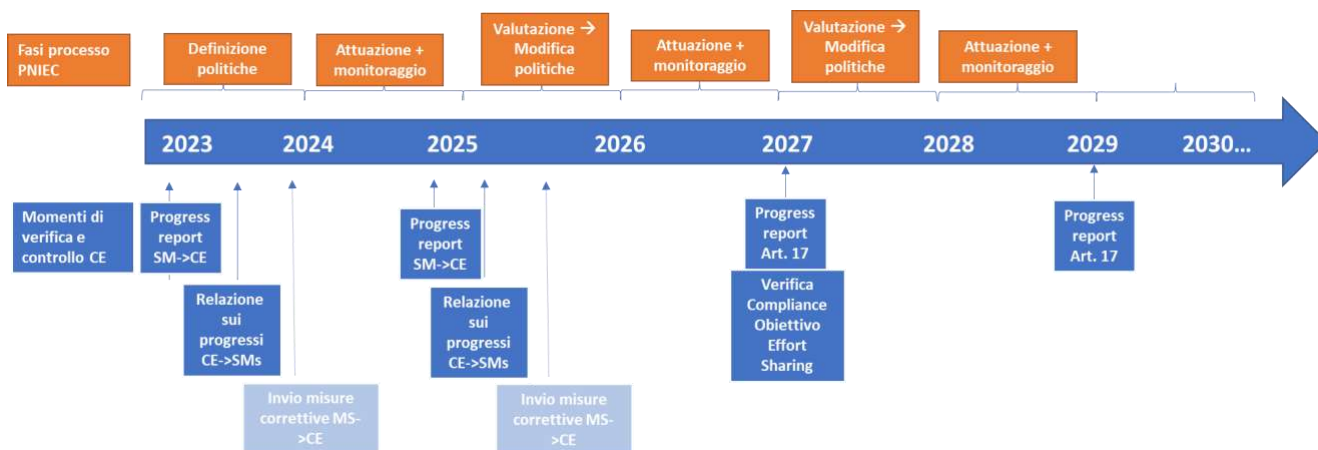 Fasi processo
PNIEC
Definizione
politiche
Attuazione +
monitoraggio
Valutazione →
Modifica
politiche
Attuazione +
monitoraggio
Valutazione →
Modifica
politiche
Attuazione +
monitoraggio
2023
2024
2025
2026
2027
2028
2029
2030...
Momenti di
verifica e
controllo CE
Progress
report
SM->CE
Relazione
sui
progressi
CE->SMs
Invio misure
correttive MS-
>CE
Progress
report
SM->CE
Relazione
sui
progressi
CE->SMs
Invio misure
correttive MS-
>CE
Progress
report
Art. 17
Verifica
Compliance
Obiettivo
Effort
Sharing
Progress
report
Art. 17